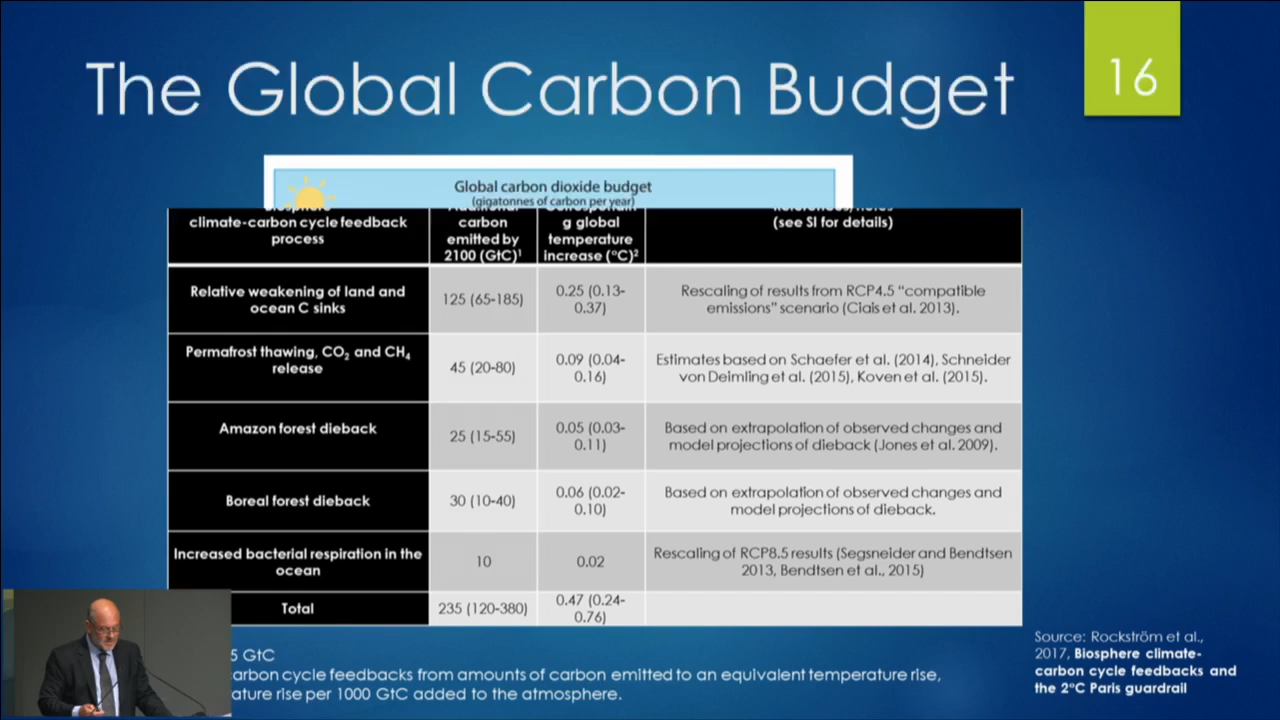 The Global Carbon Budget
16
Global carbon dioxide budget
(gigatonnes of carbon per year)
climate-carbon cycle feedback
process
carbon
emitted by
2100 (GtC)¹
g global
temperature
increase (°C)²
(see SI for details)
Relative weakening of land and
ocean C sinks
125 (65-185)
0.25 (0.13-
0.37)
Rescaling of results from RCP4.5 “compatible
emissions” scenario (Ciais et al. 2013).
Permafrost thawing, CO₂ and CH₄
release
45 (20-80)
0.09 (0.04-
0.16)
Estimates based on Schaefer et al. (2014), Schneider
von Deimling et al. (2015), Koven et al. (2015).
Amazon forest dieback
25 (15-55)
0.05 (0.03-
0.11)
Based on extrapolation of observed changes and
model projections of dieback (Jones et al. 2009).
Boreal forest dieback
30 (10-40)
0.06 (0.02-
0.10)
Based on extrapolation of observed changes and
model projections of dieback.
Increased bacterial respiration in the
ocean
10
0.02
Rescaling of RCP8.5 results (Segsneider and Bendtsen
2013, Bendtsen et al., 2015)
Total
235 (120-380)
0.47 (0.24-
0.76)
5 GtC
arbon cycle feedbacks from amounts of carbon emitted to an equivalent temperature rise,
ature rise per 1000 GtC added to the atmosphere.
Source: Rockström et al.,
2017, Biosphere climate-
carbon cycle feedbacks and
the 2°C Paris guardrail